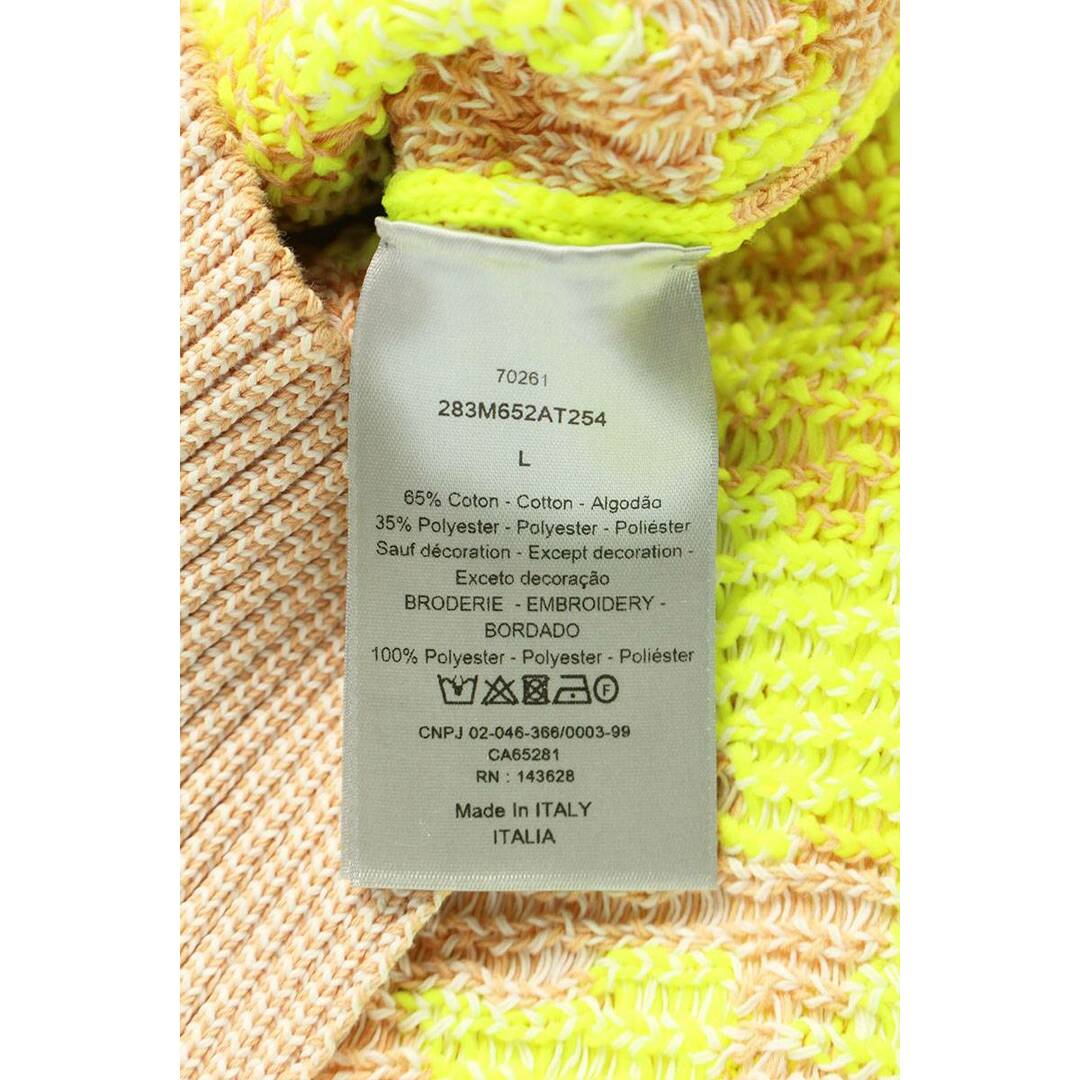 70261
283M652AT254
L
65% Coton - Cotton - Algodão
35% Polyester - Polyester - Poliéster
Sauf décoration - Except decoration -
Exceto decoração
BRODERIE - EMBROIDERY -
BORDADO
100% Polyester - Polyester - Poliéster
F
CNPJ 02-046-366/0003-99
CA65281
RN : 143628
Made In ITALY
ITALIA